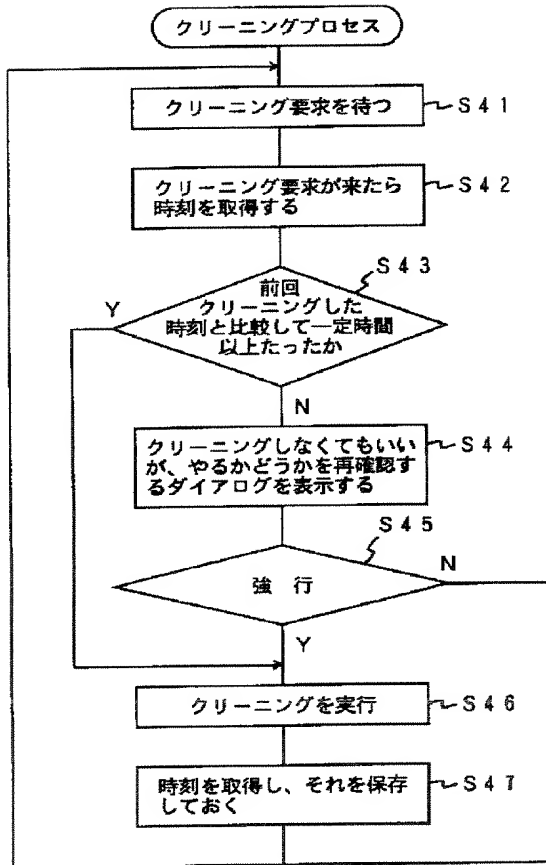 クリーニングプロセス
クリーニング要求を待つ
S41
クリーニング要求が来たら
時刻を取得する
S42
S43
前回
クリーニングした
時刻と比較して一定時間
以上たったか
Y
N
クリーニングしなくてもいい
が、やるかどうかを再確認す
るダイアログを表示する
S44
S45
強 行
N
Y
クリーニングを実行
S46
時刻を取得し、それを保存
しておく
S47